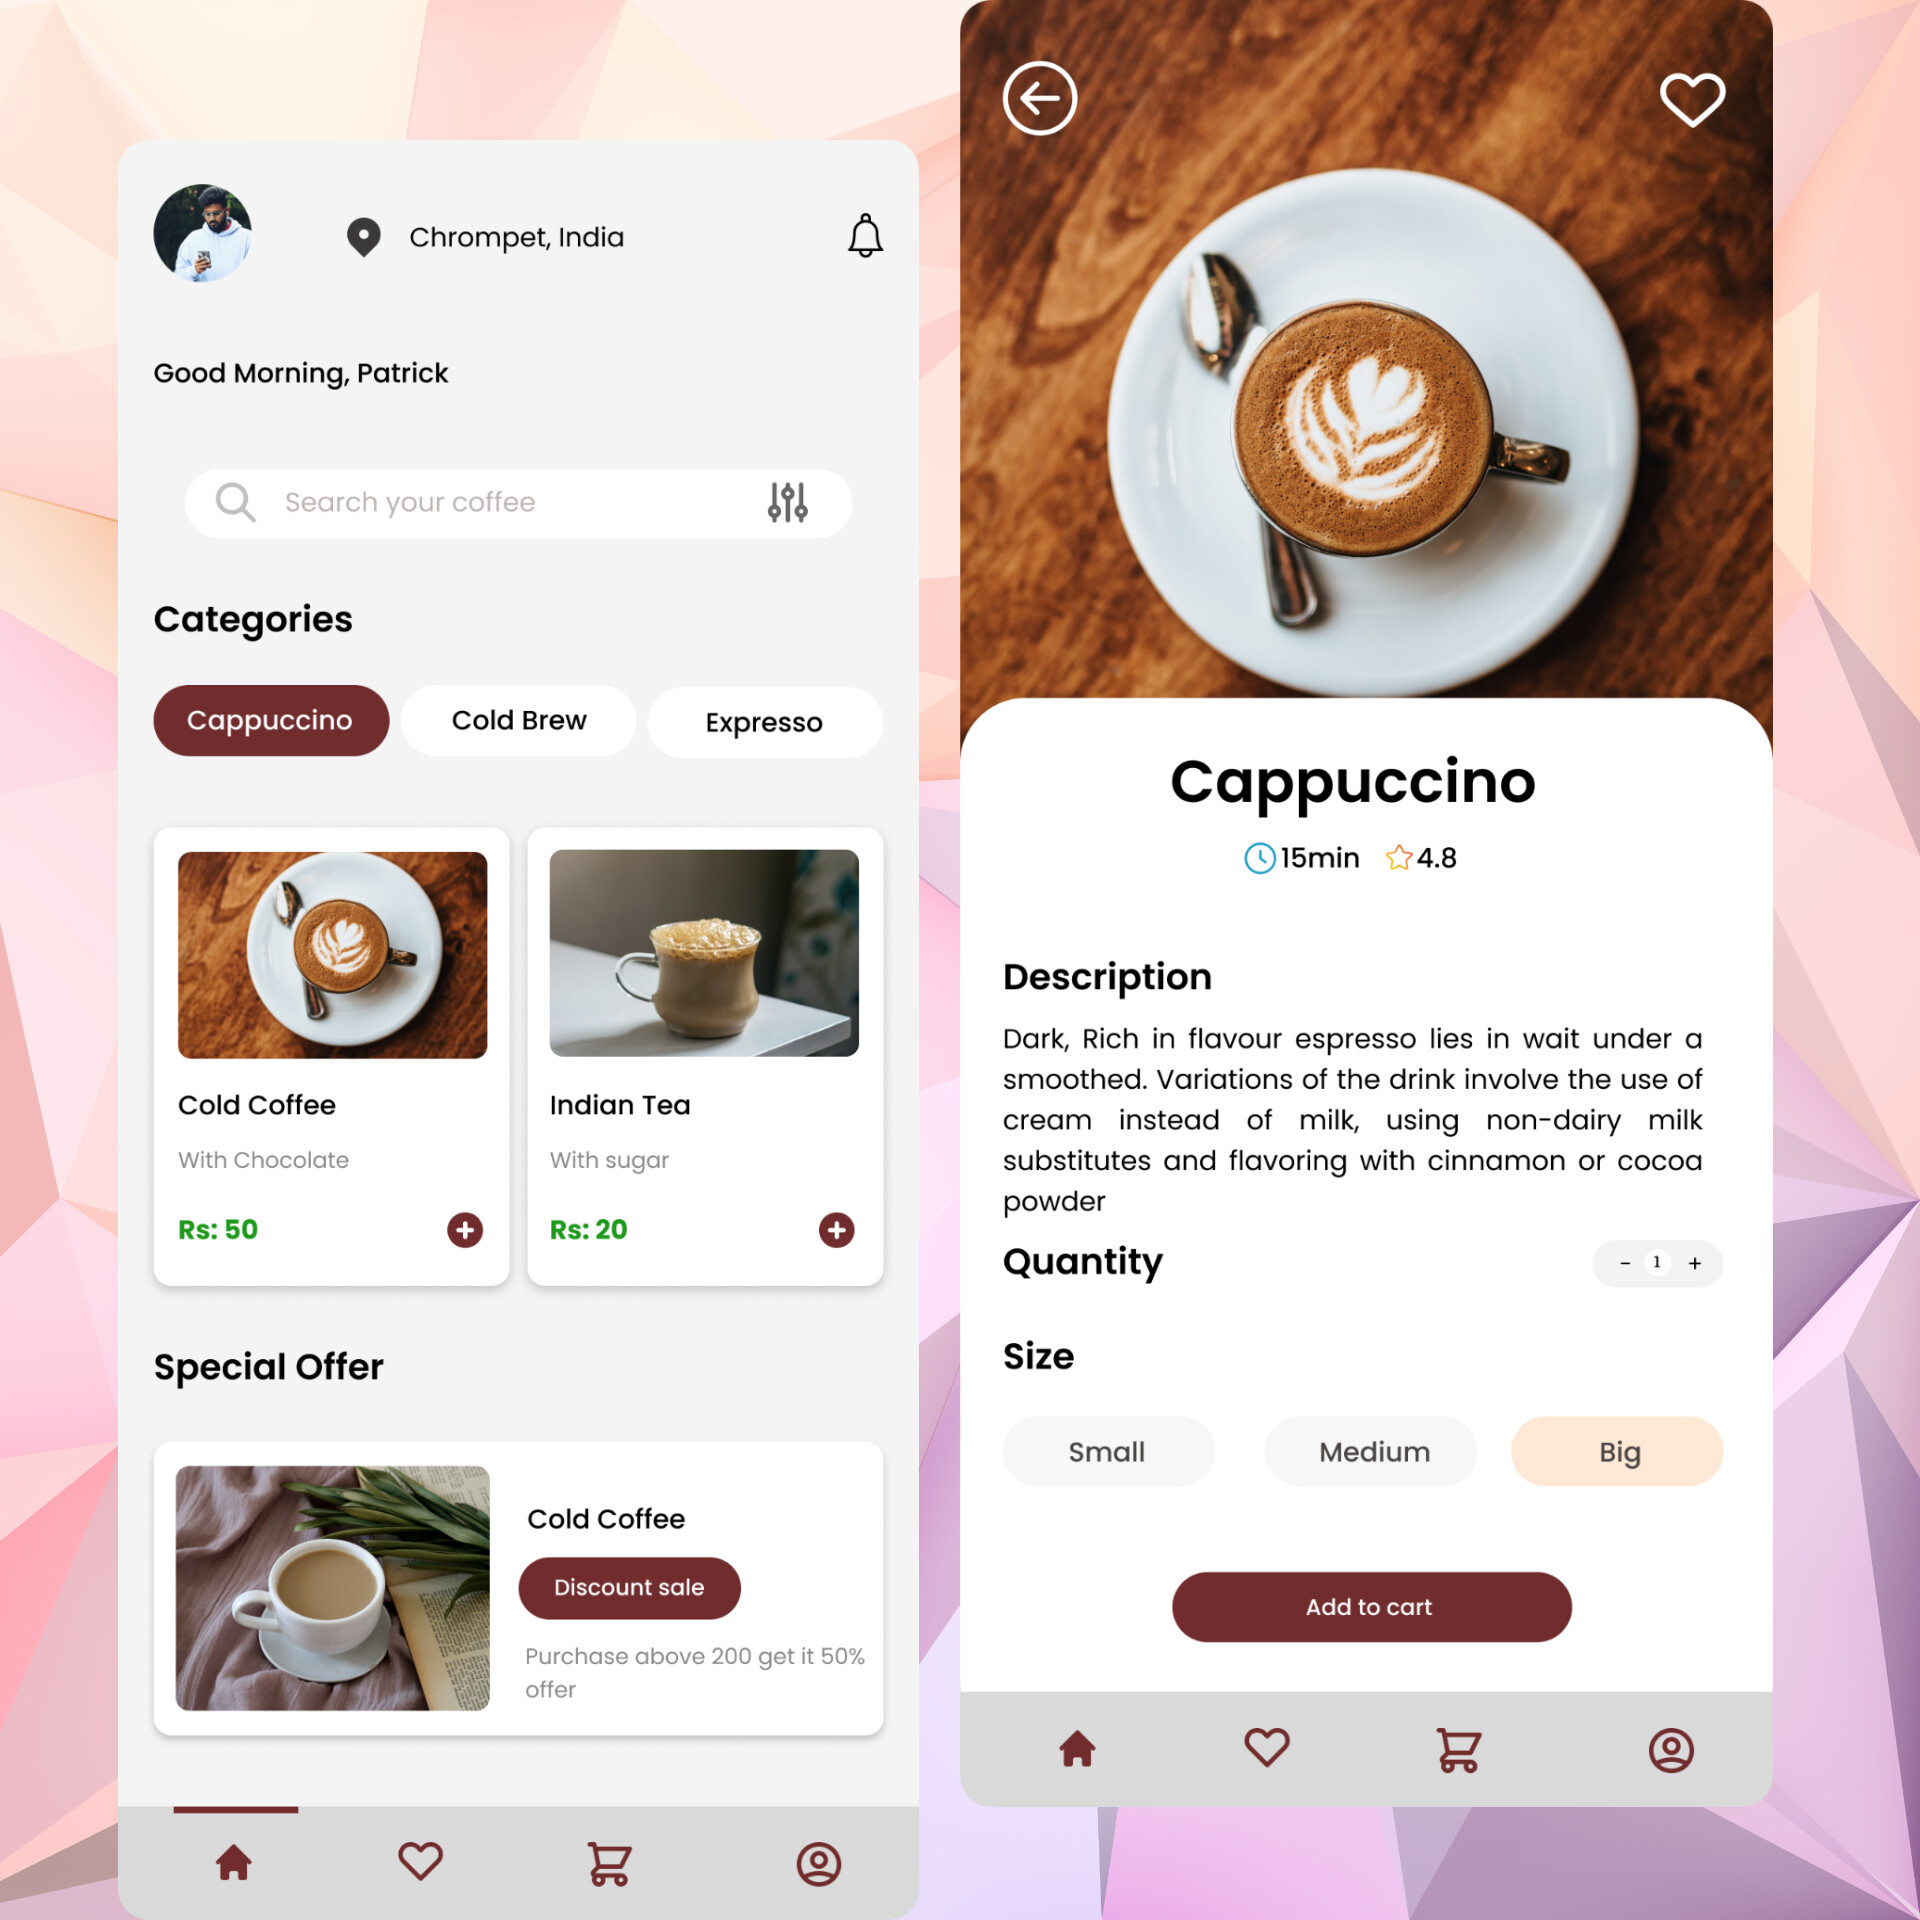 Chrompet, India
Good Morning, Patrick
Search your coffee
Categories
Cappuccino
Cold Brew
Expresso
Cold Coffee
With Chocolate
Rs: 50
Indian Tea
With sugar
Rs: 20
Special Offer
Cold Coffee
Discount sale
Purchase above 200 get it 50%
offer
Cappuccino
15min 4.8
Description
Dark, Rich in flavour espresso lies in wait under a
smoothed. Variations of the drink involve the use of
cream instead of milk, using non-dairy milk
substitutes and flavoring with cinnamon or cocoa
powder
Quantity
- 1 +
Size
Small
Medium
Big
Add to cart